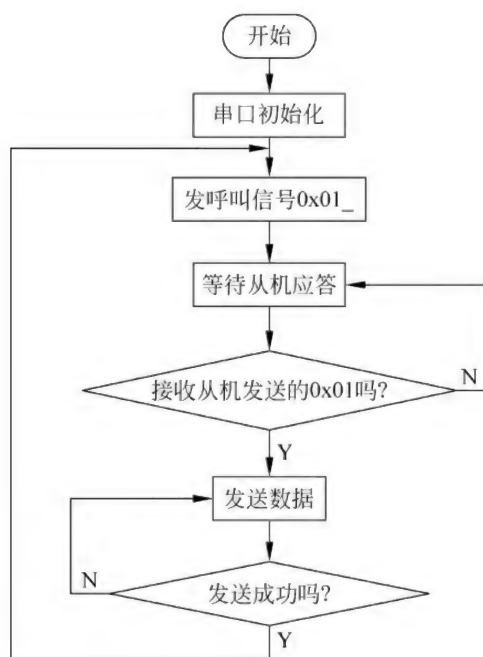 开始
串口初始化
发呼叫信号0x01_
等待从机应答
接收从机发送的0x01吗?
N
Y
发送数据
N
发送成功吗?
Y